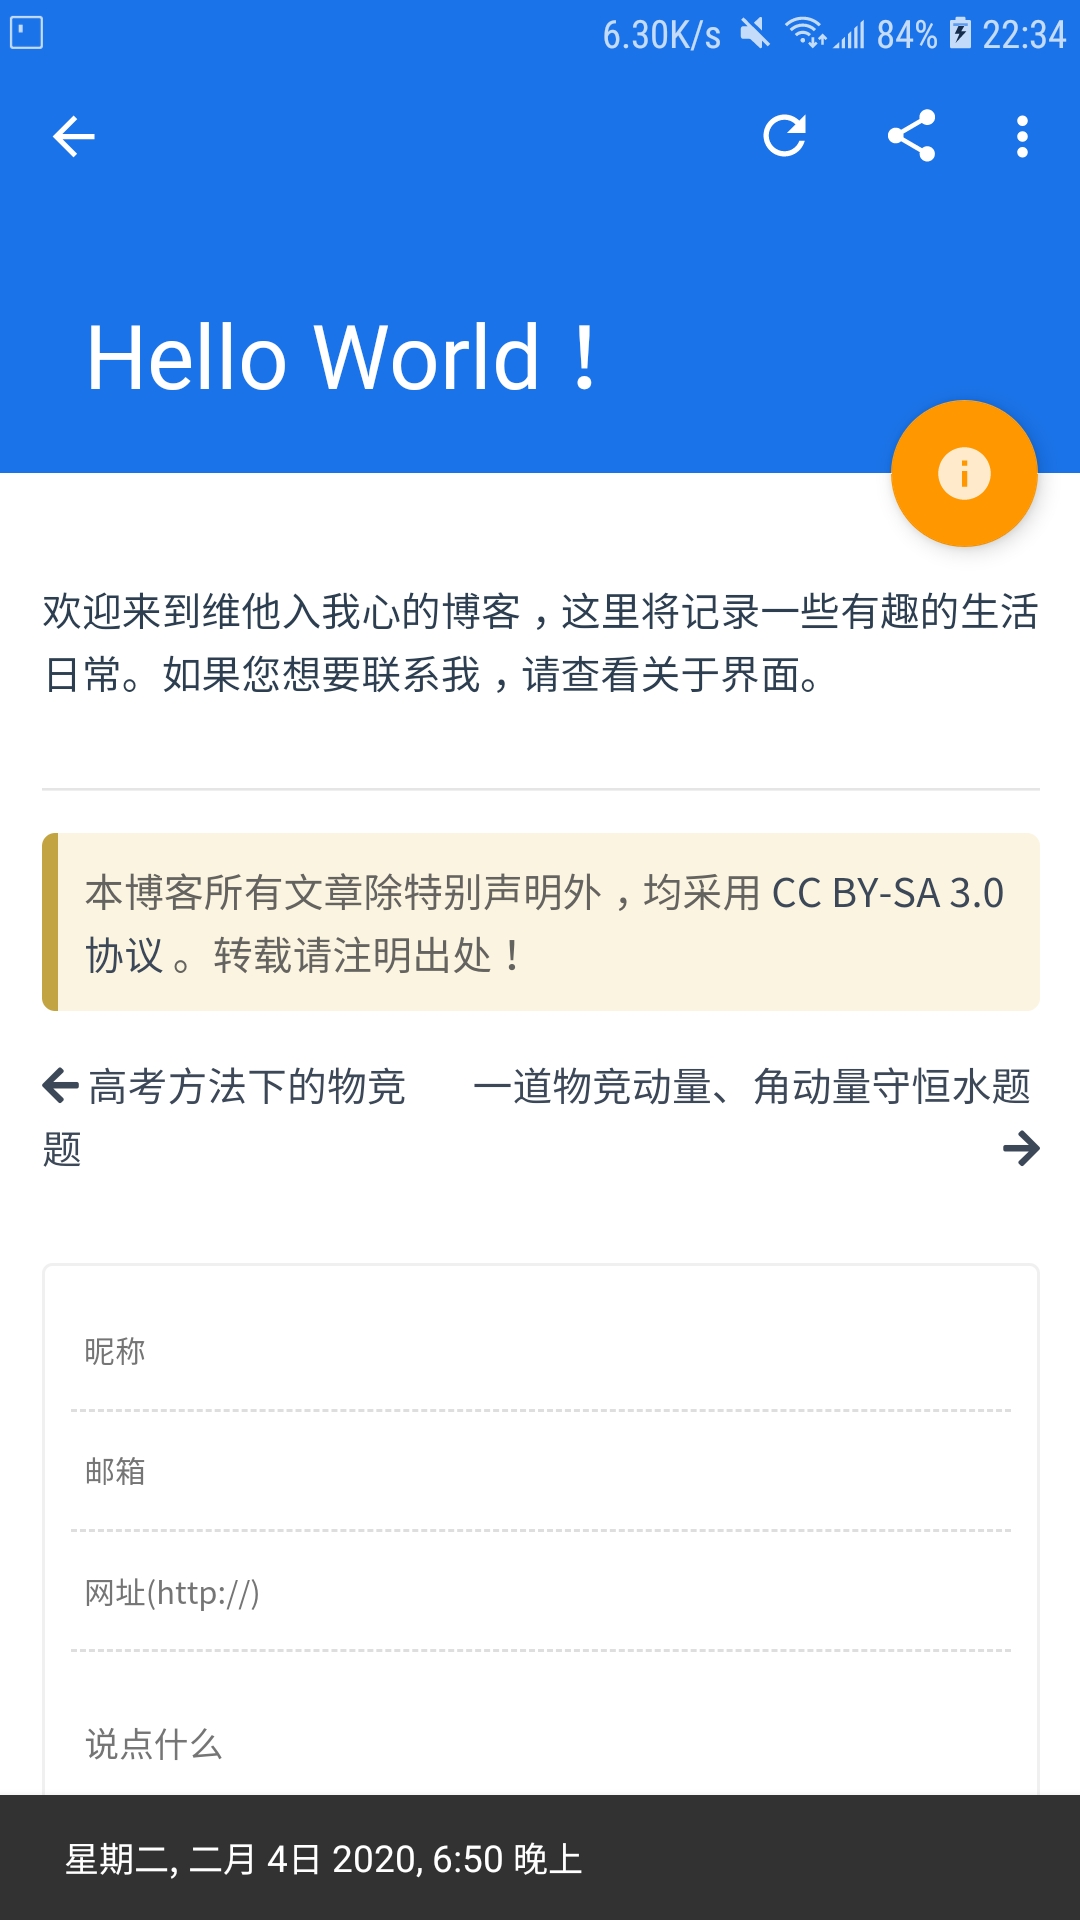 6.30K/s 84% 22:34
Hello World！
欢迎来到维他入我心的博客，这里将记录一些有趣的生活
日常。如果您想要联系我，请查看关于界面。
本博客所有文章除特别声明外，均采用 CC BY-SA 3.0
协议 。转载请注明出处！
高考方法下的物竞 一道物竞动量、角动量守恒水题
题
昵称
邮箱
网址(http://)
说点什么
星期二, 二月 4日 2020, 6:50 晚上